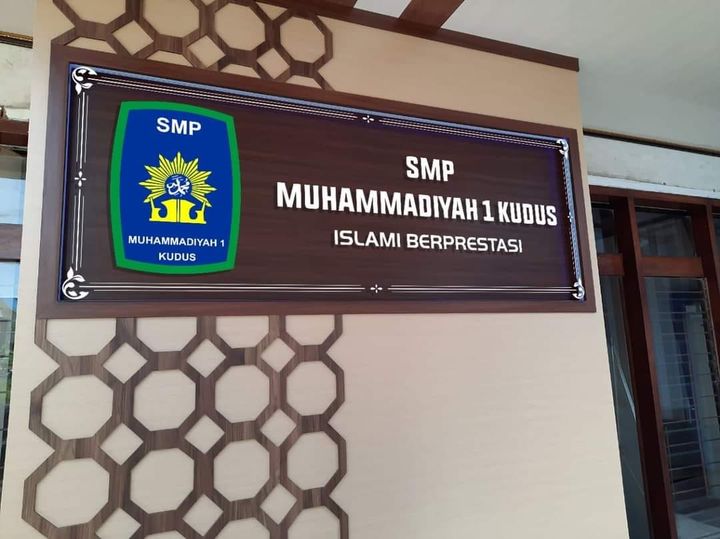 SMP
MUHAMMADIYAH 1
KUDUS
SMP
MUHAMMADIYAH 1 KUDUS
ISLAMI BERPRESTASI